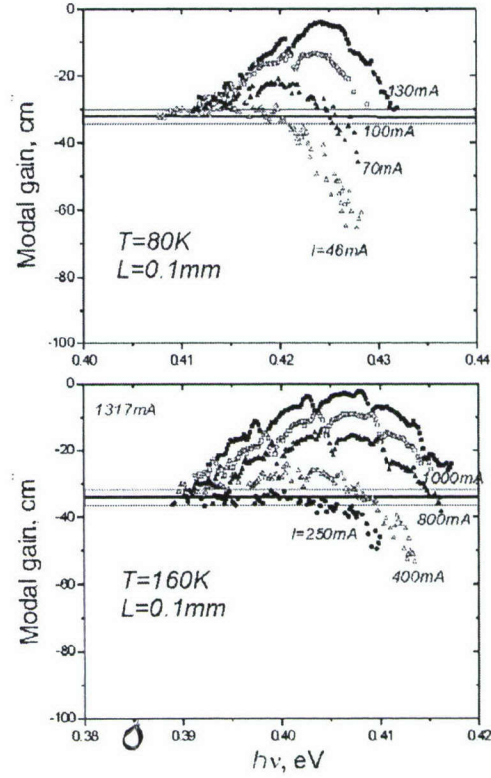 0
-20
-40
-60
-80
-100
Modal gain, cm⁻
130mA
100mA
70mA
I=46mA
T=80K
L=0.1mm
0.40
0.41
0.42
0.43
0.44
0
-20
-40
-60
-80
-100
Modal gain, cm⁻
1317mA
1000mA
800mA
I=250mA
400mA
T=160K
L=0.1mm
0.38
0.39
0.40
0.41
0.42
hν, eV